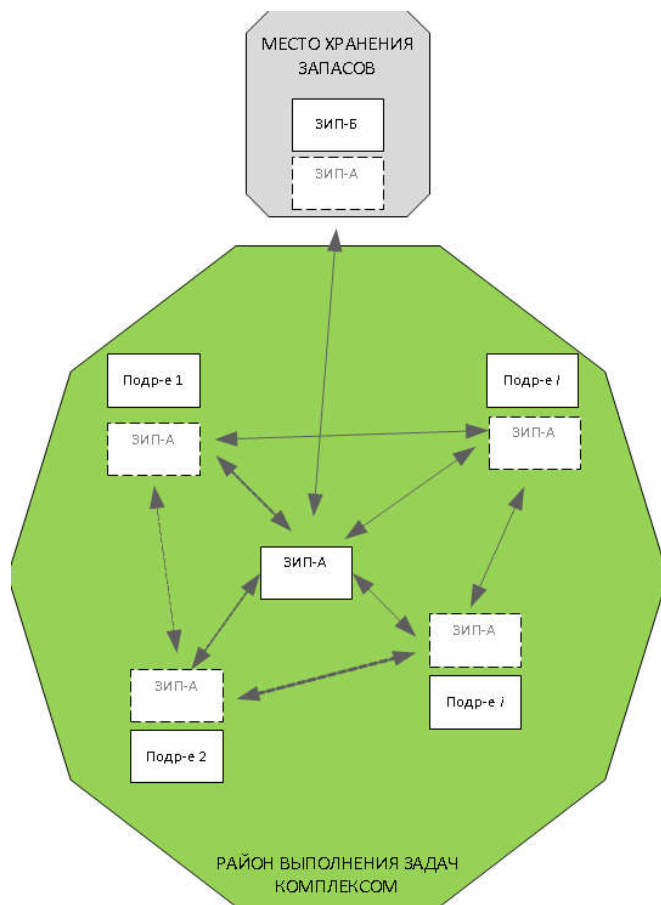 МЕСТО ХРАНЕНИЯ
ЗАПАСОВ
ЗИП-Б
ЗИП-А
Подр-е 1
Подр-е l
ЗИП-А
ЗИП-А
ЗИП-А
ЗИП-А
ЗИП-А
Подр-е i
Подр-е 2
РАЙОН ВЫПОЛНЕНИЯ ЗАДАЧ
КОМПЛЕКСОМ